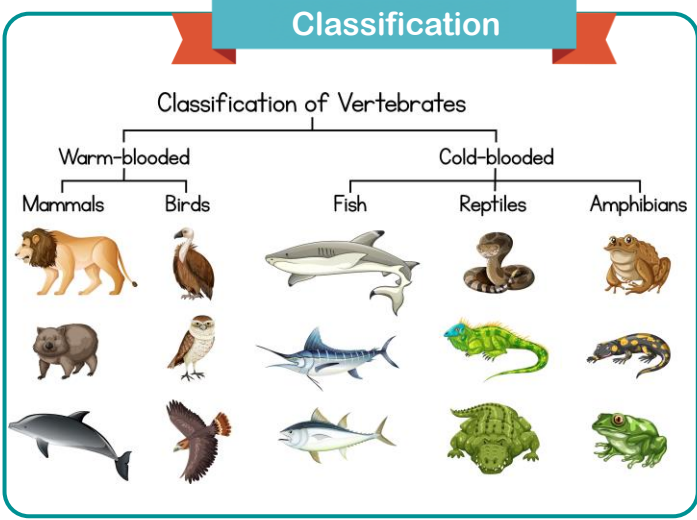 Classification
Classification of Vertebrates
Warm-blooded
Cold-blooded
Mammals
Birds
Fish
Reptiles
Amphibians